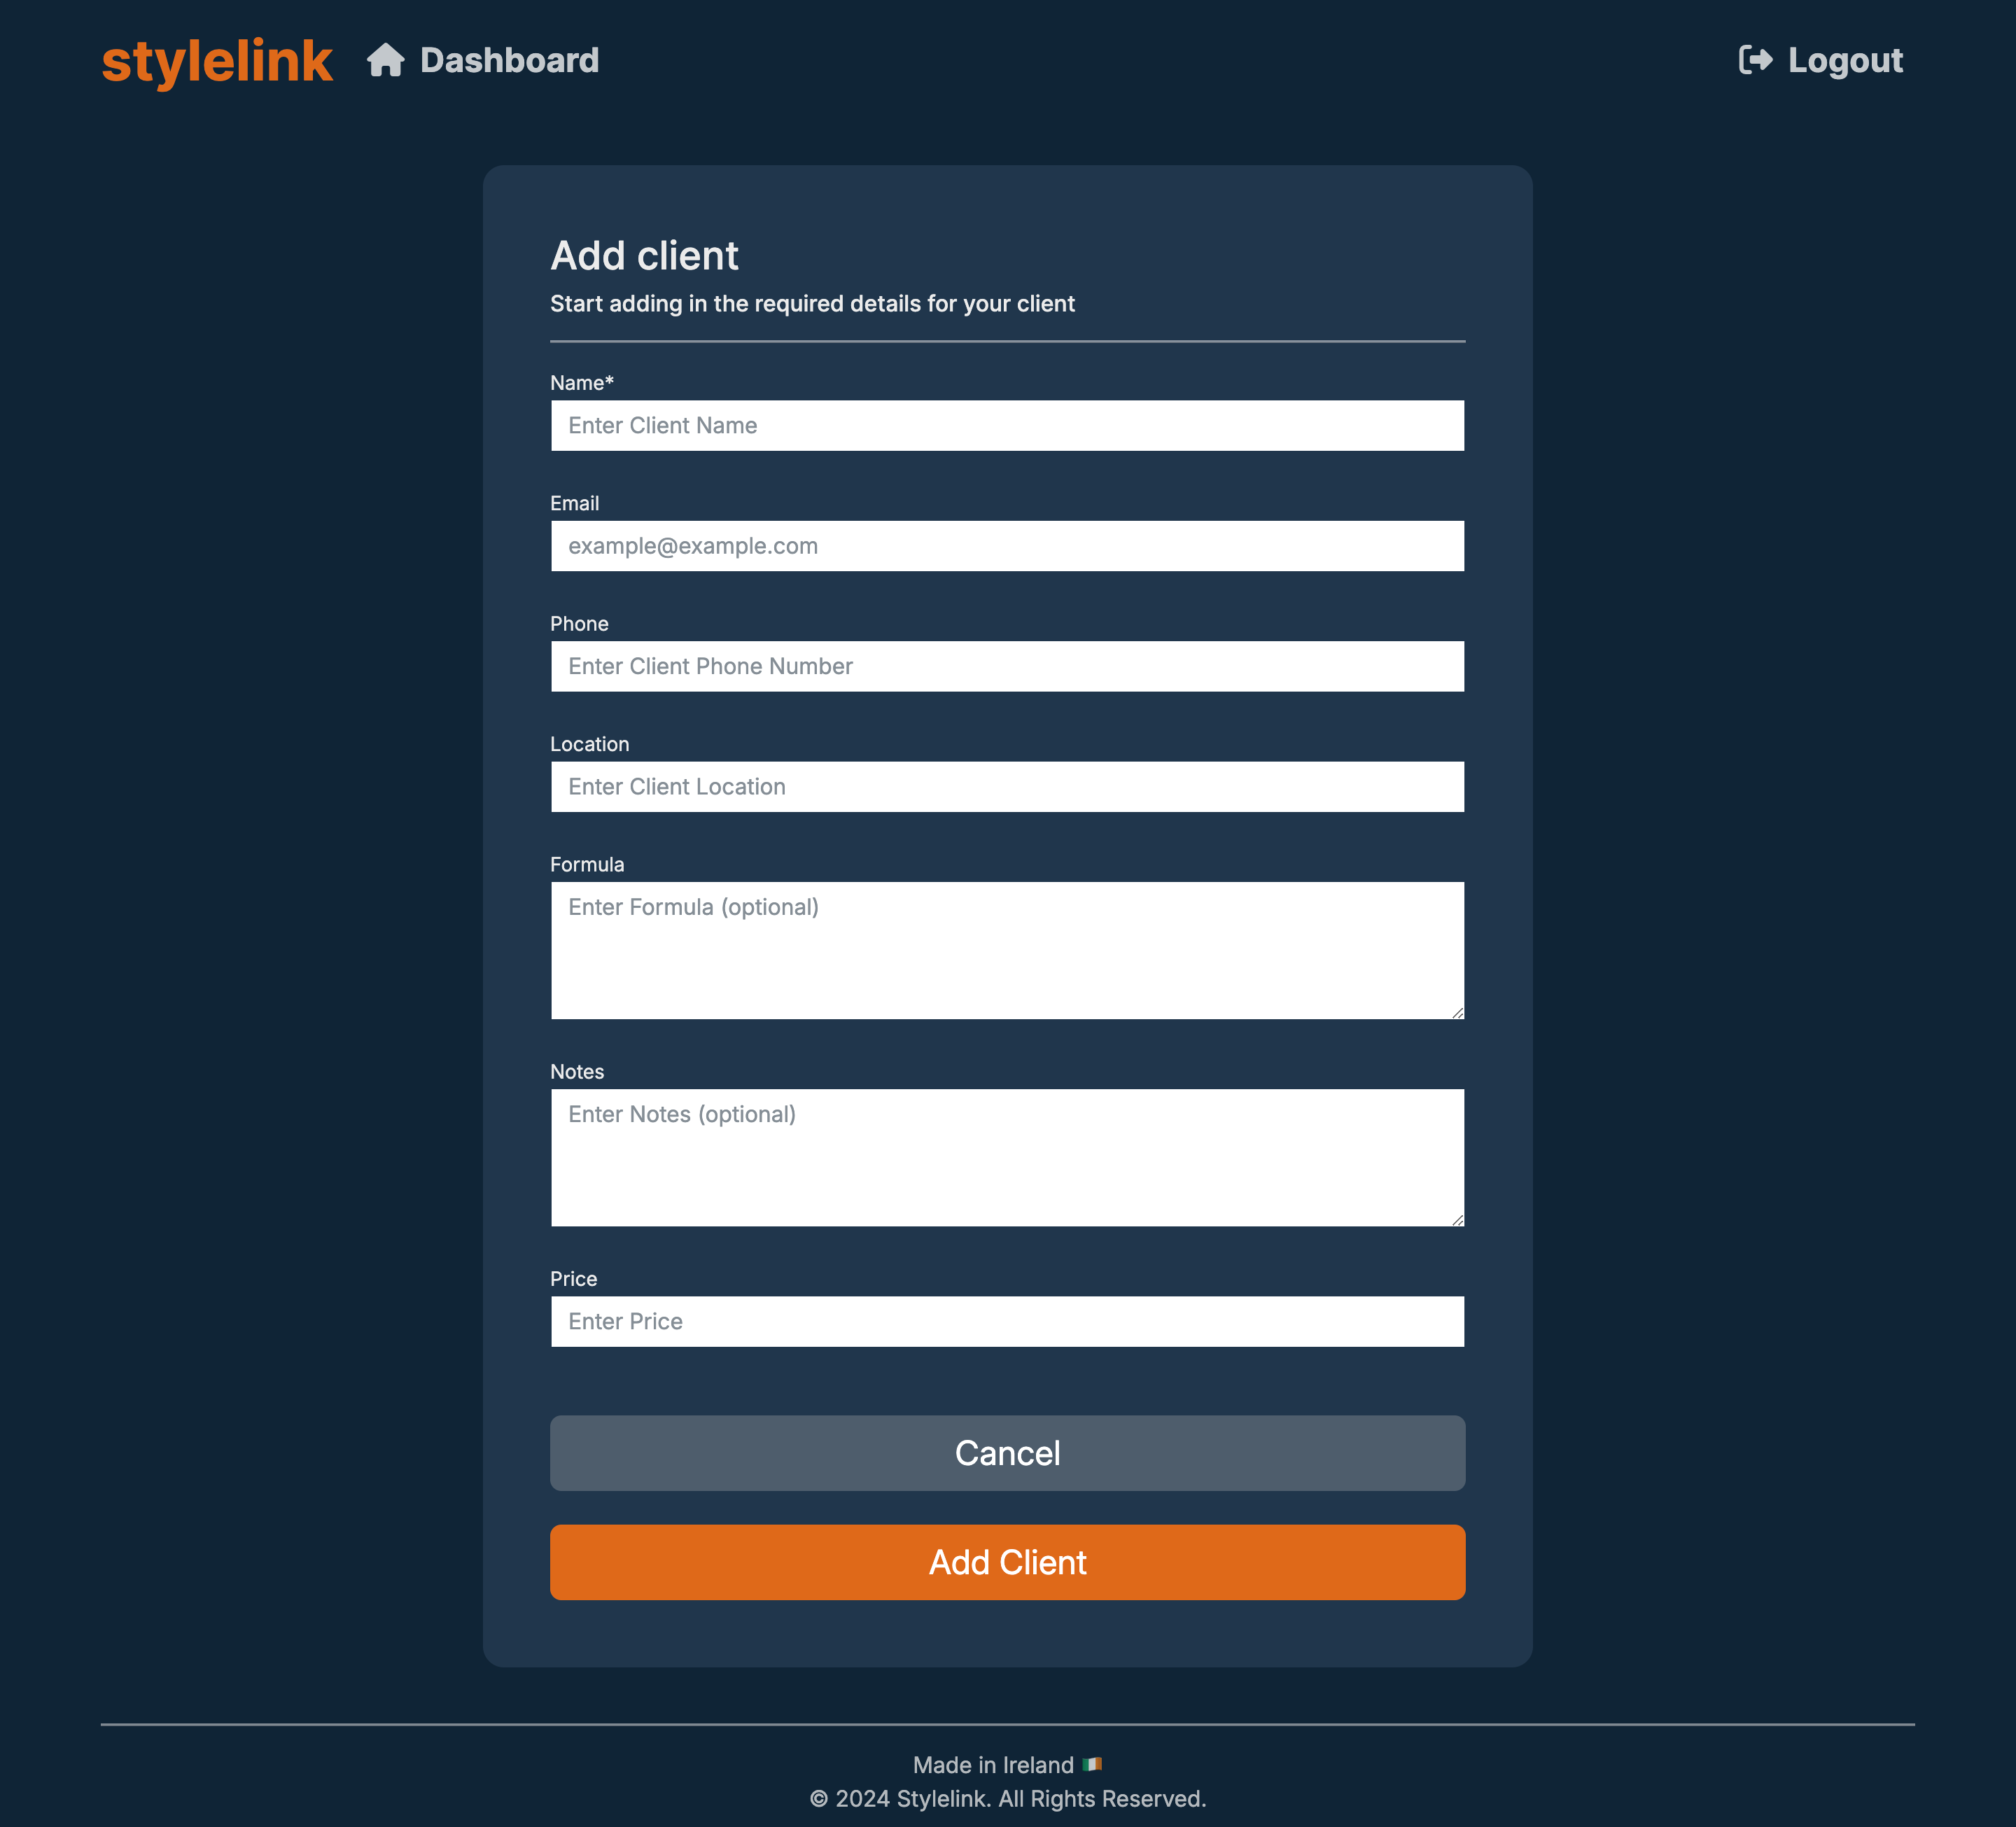 stylelink Dashboard Logout
Add client
Start adding in the required details for your client
Name*
Enter Client Name
Email
example@example.com
Phone
Enter Client Phone Number
Location
Enter Client Location
Formula
Enter Formula (optional)
Notes
Enter Notes (optional)
Price
Enter Price
Cancel
Add Client
Made in Ireland 🇮🇪
© 2024 Stylelink. All Rights Reserved.